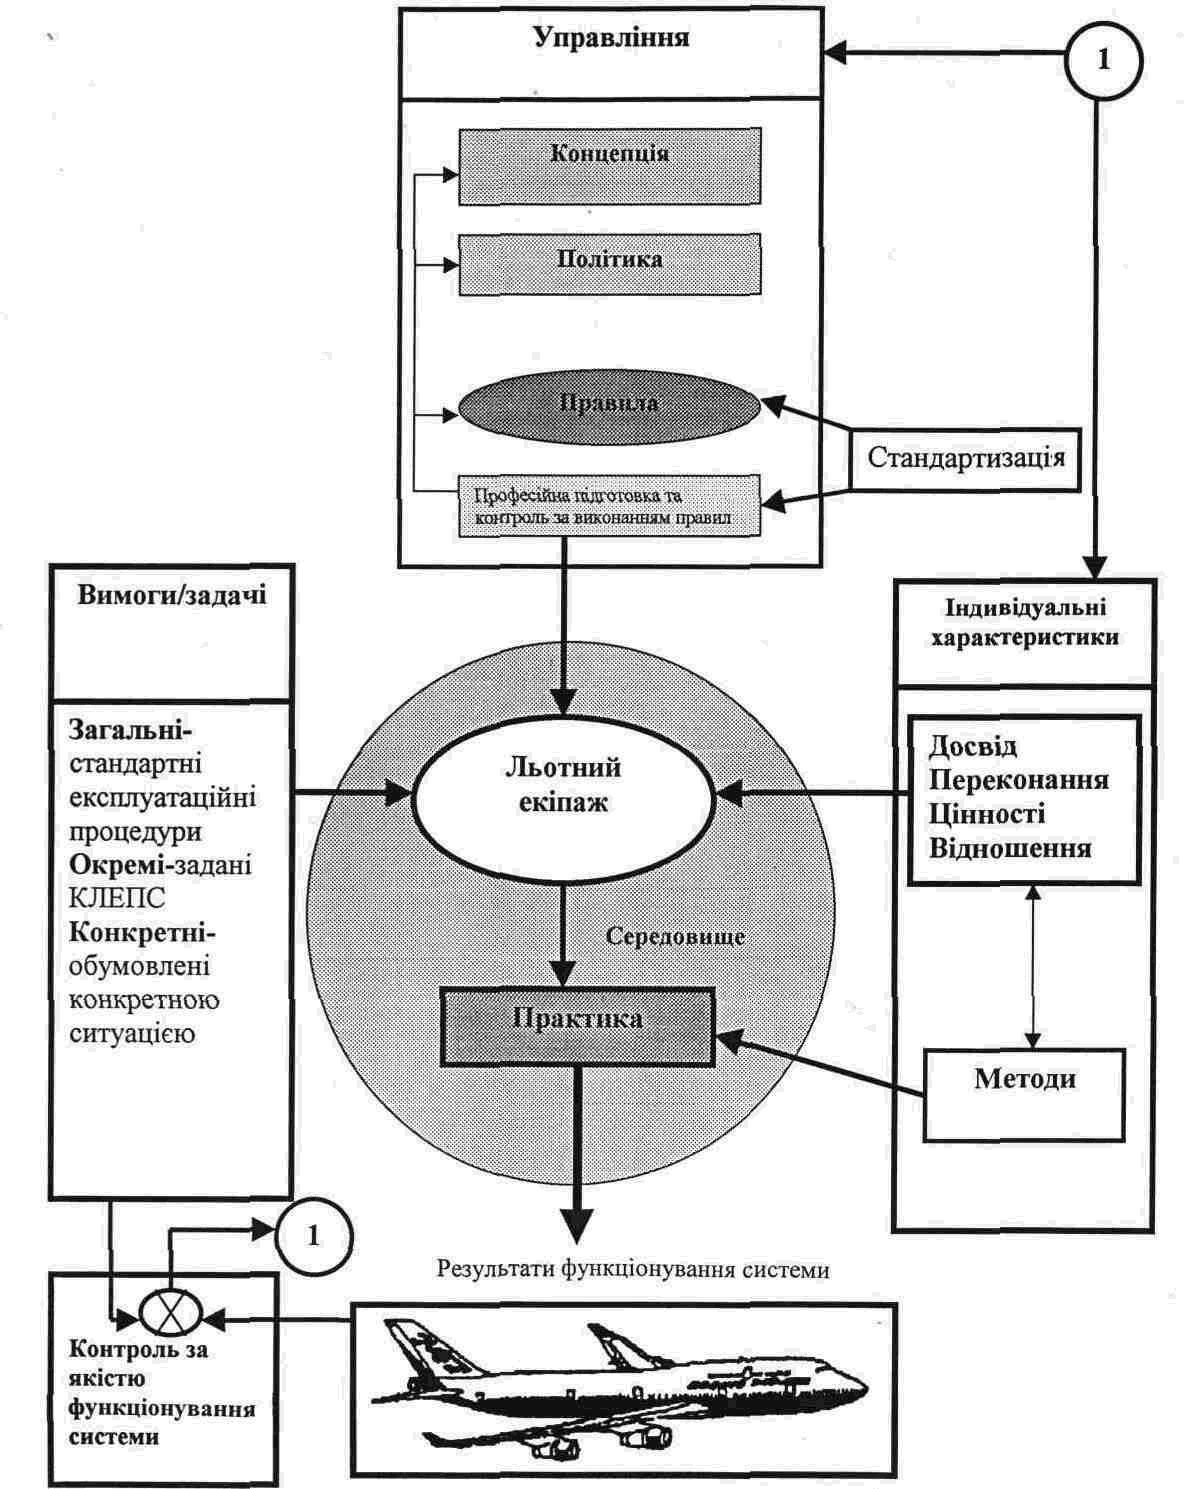 Управління
1
Концепція
Політика
Правила
Стандартизація
Професійна підготовка та
контроль за виконанням правил
Вимоги/задачі
Загальні-
стандартні
експлуатаційні
процедури
Окремі-задані
КЛЕПС
Конкретні-
обумовлені
конкретною
ситуацією
Льотний
екіпаж
Середовище
Практика
Індивідуальні
характеристики
Досвід
Переконання
Цінності
Відношення
Методи
1
Результати функціонування системи
Контроль за
якістю
функціонування
системи